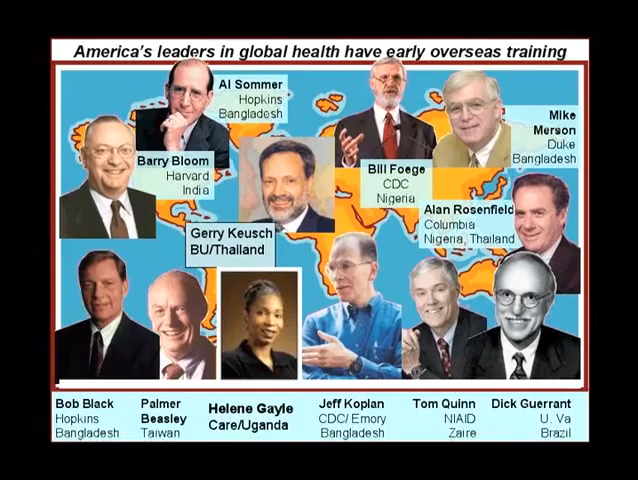 America's leaders in global health have early overseas training
Al Sommer
Hopkins
Bangladesh
Mike
Merson
Duke
Bangladesh
Barry Bloom
Harvard
India
Bill Foege
CDC
Nigeria
Alan Rosenfield
Columbia
Nigeria, Thailand
Gerry Keusch
BU/Thailand
Bob Black
Hopkins
Bangladesh
Palmer
Beasley
Taiwan
Helene Gayle
Care/Uganda
Jeff Koplan
CDC/ Emory
Bangladesh
Tom Quinn
NIAID
Zaire
Dick Guerrant
U. Va
Brazil